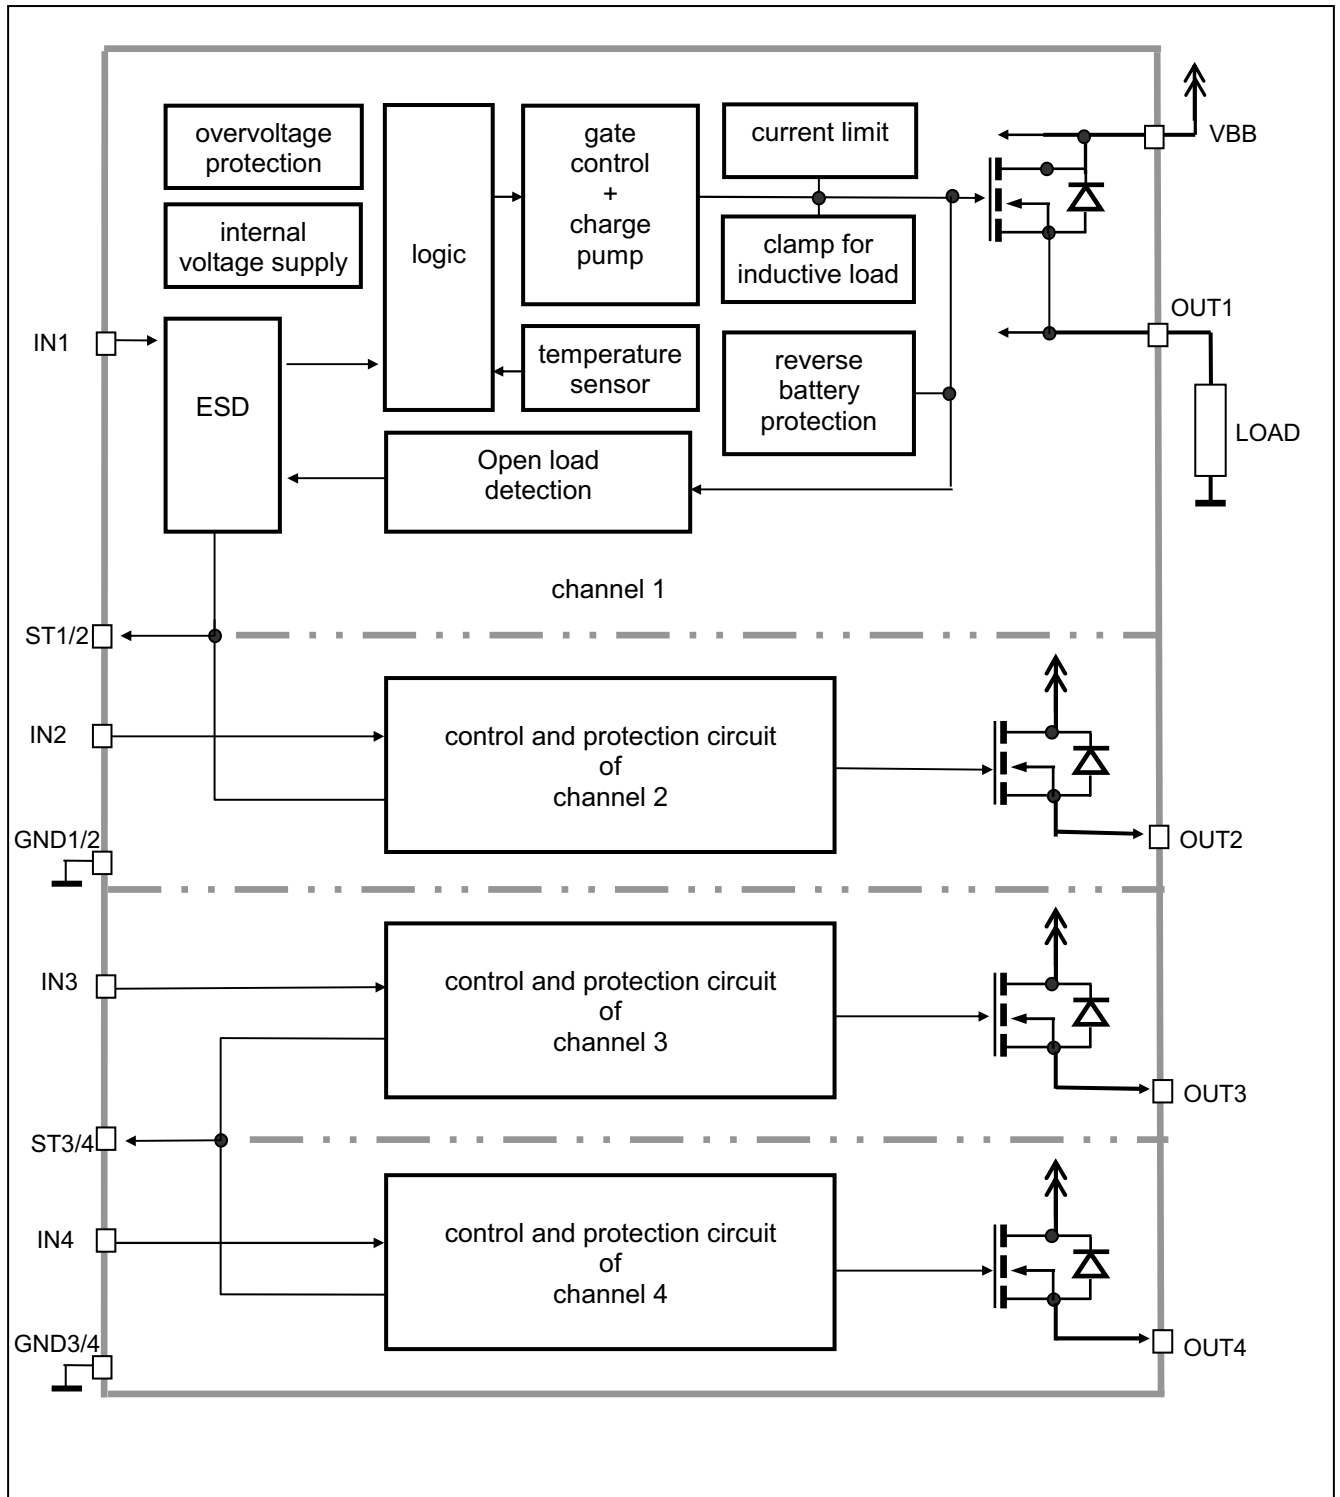 overvoltage
protection
internal
voltage supply
logic
gate
control
+
charge
pump
current limit
clamp for
inductive load
VBB
OUT1
IN1
ESD
temperature
sensor
reverse
battery
protection
LOAD
Open load
detection
channel 1
ST1/2
IN2
control and protection circuit
of
channel 2
GND1/2
OUT2
IN3
control and protection circuit
of
channel 3
OUT3
ST3/4
IN4
control and protection circuit
of
channel 4
GND3/4
OUT4